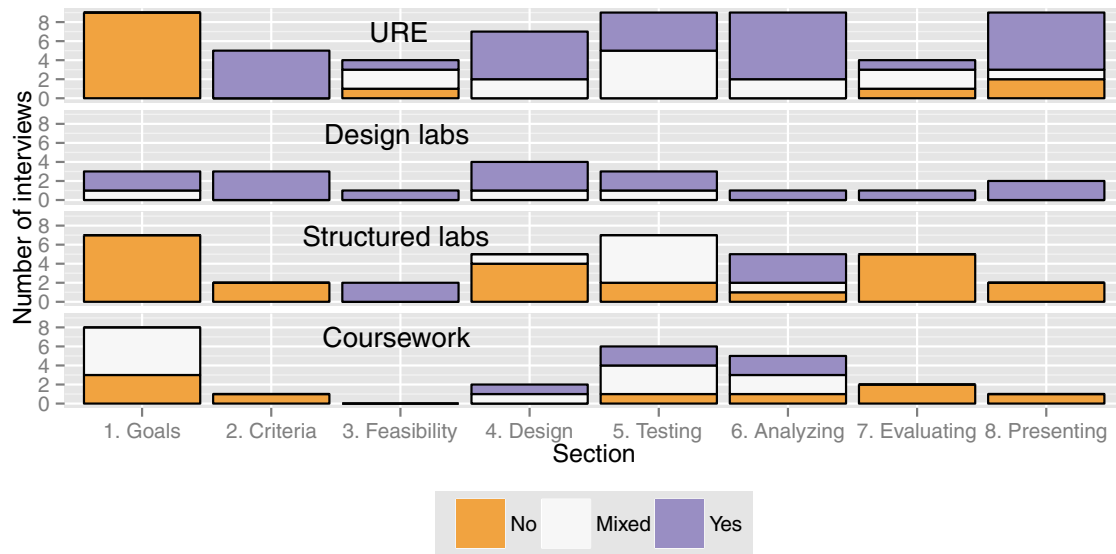 Number of interviews
8
6
4
2
0
URE
8
6
4
2
0
Design labs
8
6
4
2
0
Structured labs
8
6
4
2
0
Coursework
1. Goals 2. Criteria 3. Feasibility 4. Design 5. Testing 6. Analyzing 7. Evaluating 8. Presenting
Section
No Mixed Yes